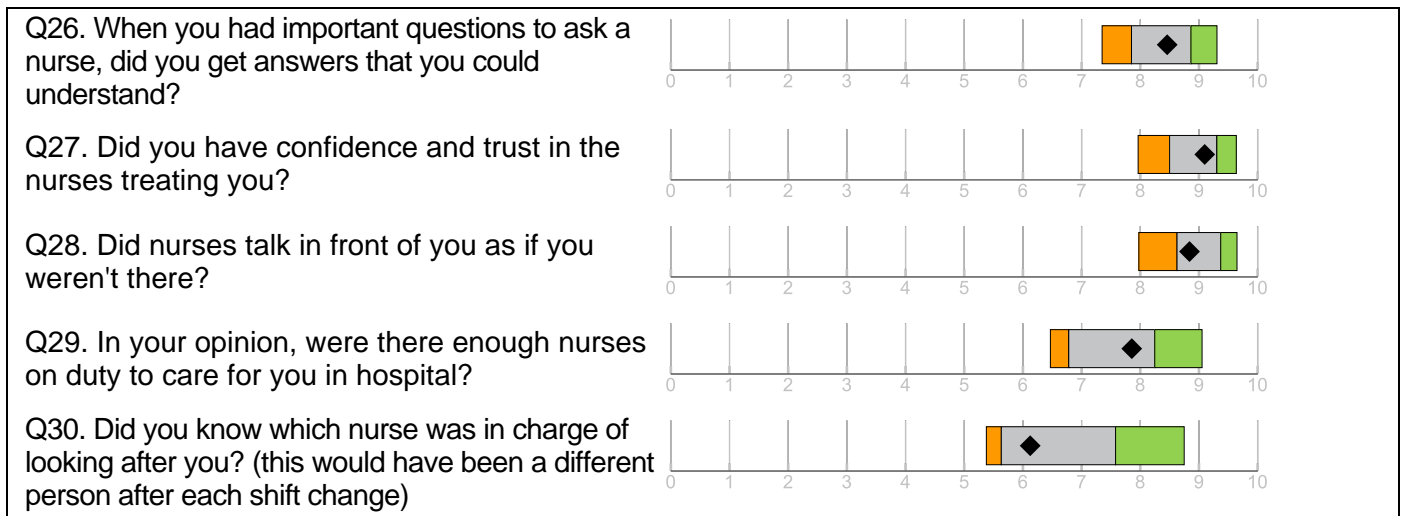 Q26. When you had important questions to ask a
nurse, did you get answers that you could
understand?
0 1 2 3 4 5 6 7 8 9 10
Q27. Did you have confidence and trust in the
nurses treating you?
0 1 2 3 4 5 6 7 8 9 10
Q28. Did nurses talk in front of you as if you
weren't there?
0 1 2 3 4 5 6 7 8 9 10
Q29. In your opinion, were there enough nurses
on duty to care for you in hospital?
0 1 2 3 4 5 6 7 8 9 10
Q30. Did you know which nurse was in charge of
looking after you? (this would have been a different
person after each shift change)
0 1 2 3 4 5 6 7 8 9 10